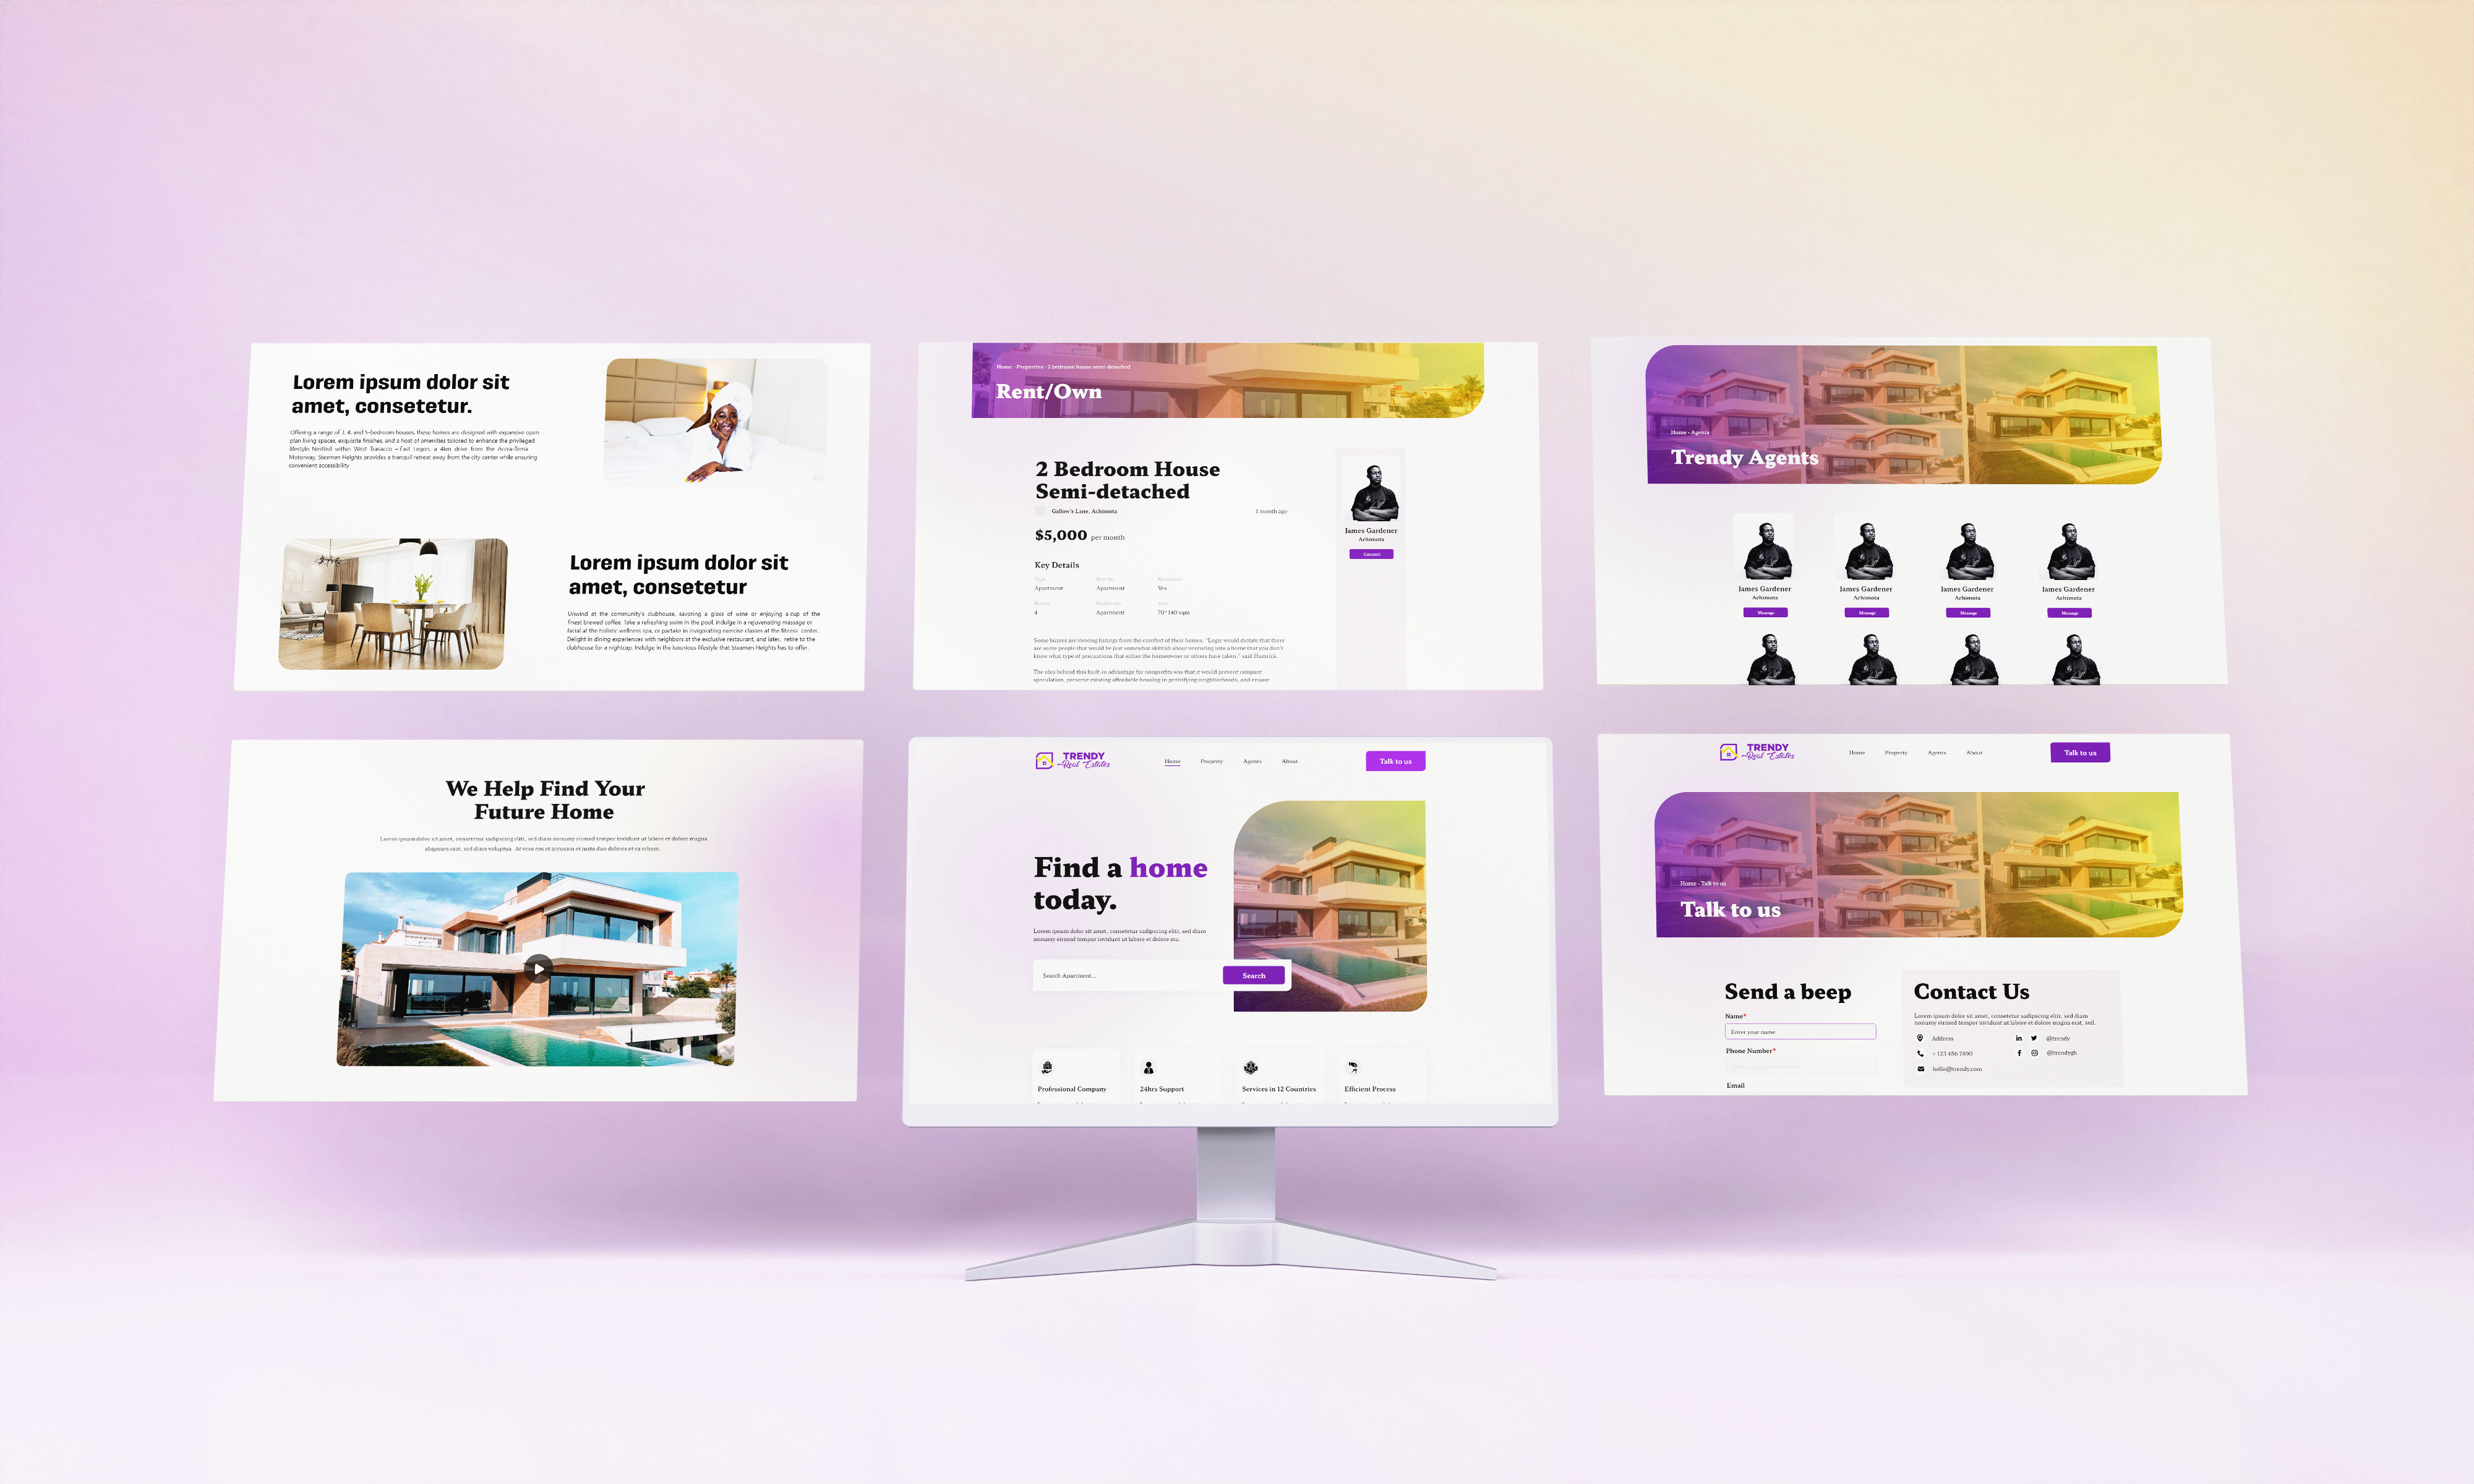 Lorem ipsum dolor sit
amet, consetetur.
Offering a range of 3, 4, and 5-bedroom houses, these homes are designed with expansive open
plan living spaces, exquisite finishes, and a host of amenities tailored to enhance the privileged
lifestyle. Nestled within West Trasacco – East Legon, a 4km drive from the Accra-Tema
Motorway, Steaman Heights provides a tranquil retreat away from the city center while ensuring
convenient accessibility
Lorem ipsum dolor sit
amet, consetetur
Unwind at the community's clubhouse, savoring a glass of wine or enjoying a cup of the
finest brewed coffee. Take a refreshing swim in the pool. Indulge in a rejuvenating massage or
facial at the holistic wellness spa, or partake in invigorating exercise classes at the fitness center.
Delight in dining experiences with neighbors at the exclusive restaurant, and later, retire to the
clubhouse for a nightcap. Indulge in the luxurious lifestyle that Steaman Heights has to offer.
Home - Properties - 2 bedroom house semi-detached
Rent/Own
2 Bedroom House
Semi-detached
Gallow's Lane, Achimota
1 month ago
$5,000 per month
Key Details
Apartment Apartment Yes
4 Apartment 70*140 sqm
Some buyers are viewing listings from the comfort of their homes. "Logic would dictate that there
are some people that would be just somewhat skittish about venturing into a home that you don't
know what type of precautions that either the homeowner or others have taken," said Hamrick.
The idea behind this built-in advantage for nonprofits was that it would prevent rampant
speculation, preserve existing affordable housing in gentrifying neighborhoods, and ensure
James Gardener
Achimota
Connect
Home - Agents
Trendy Agents
James Gardener James Gardener James Gardener James Gardener
Achimota Achimota Achimota Achimota
Message Message Message Message
We Help Find Your
Future Home
Lorem ipsum dolor sit amet, consetetur sadipscing elitr, sed diam nonumy eirmod tempor invidunt ut labore et dolore magna
aliquyam erat, sed diam voluptua. At vero eos et accusam et justo duo dolores et ea rebum.
TRENDY
Real Estates
Home Property Agents About
Talk to us
Find a home
today.
Lorem ipsum dolor sit amet, consetetur sadipscing elitr, sed diam
nonumy eirmod tempor invidunt ut labore et dolore ma.
Search Apartment...
Search
Professional Company 24hrs Support Services in 12 Countries Efficient Process
TRENDY
Real Estates
Home Property Agents About
Talk to us
Home - Talk to us
Talk to us
Send a beep
Name*
Enter your name
Phone Number*
Email
Contact Us
Lorem ipsum dolor sit amet, consetetur sadipscing elitr, sed diam
nonumy eirmod tempor invidunt ut labore et dolore magna erat, sed.
Address
in
@trendy
+ 123 456 7890
@trendygh
hello@trendy.com